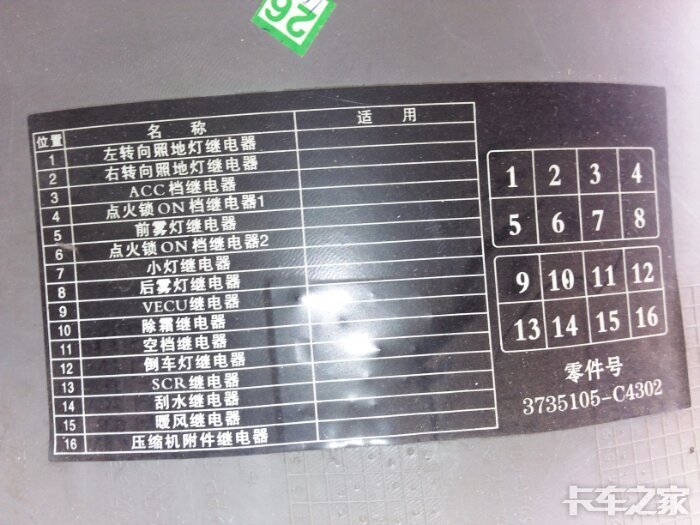 26
位置 名称 适用
1 左转向照地灯继电器
2 右转向照地灯继电器
3 ACC档继电器
4 点火锁ON档继电器1
5 前雾灯继电器
6 点火锁ON档继电器2
7 小灯继电器
8 后雾灯继电器
9 VECU继电器
10 除霜继电器
11 空档继电器
12 倒车灯继电器
13 SCR继电器
14 刮水继电器
15 暖风继电器
16 压缩机附件继电器
1 2 3 4
5 6 7 8
9 10 11 12
13 14 15 16
零件号
3735105-C4302
卡车之家